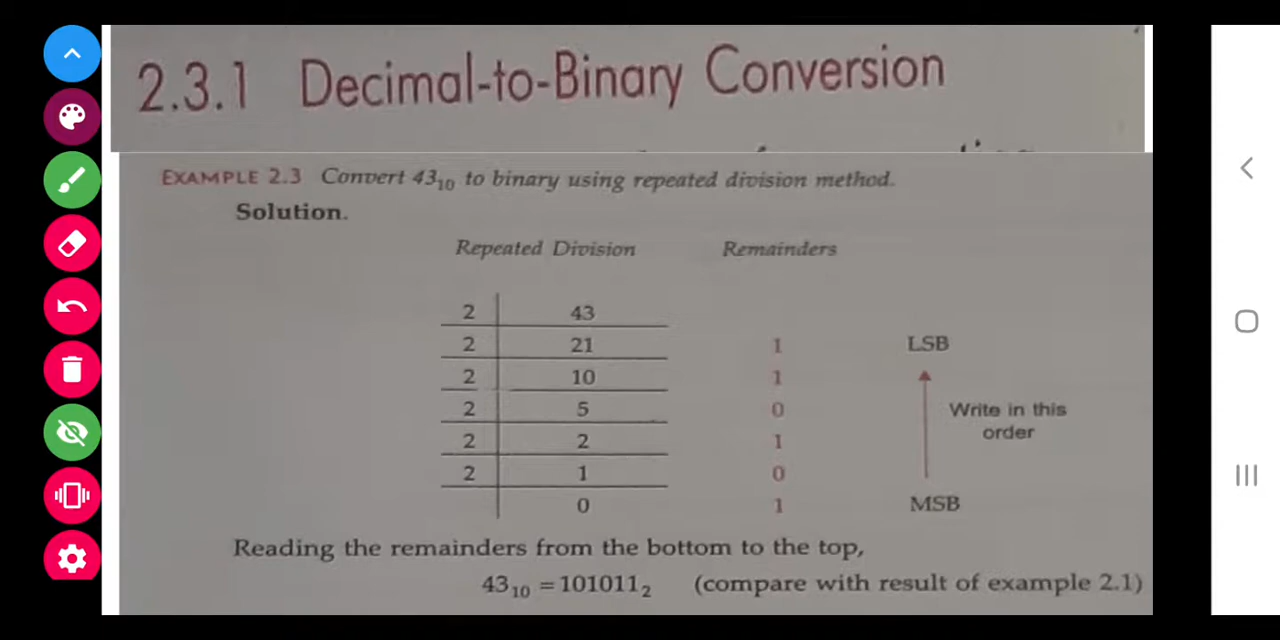 2.3.1 Decimal-to-Binary Conversion
EXAMPLE 2.3 Convert 43₁₀ to binary using repeated division method.
Solution.
Repeated Division Remainders
2 43
2 21 1 LSB
2 10 1
2 5 0 Write in this
order
2 2 1
2 1 0
0 1 MSB
Reading the remainders from the bottom to the top,
43₁₀ = 101011₂ (compare with result of example 2.1)